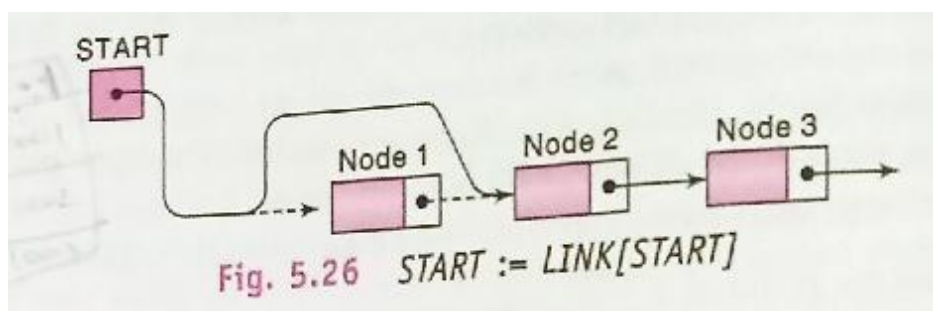 START
Node 1 Node 2 Node 3
Fig. 5.26 START := LINK[START]